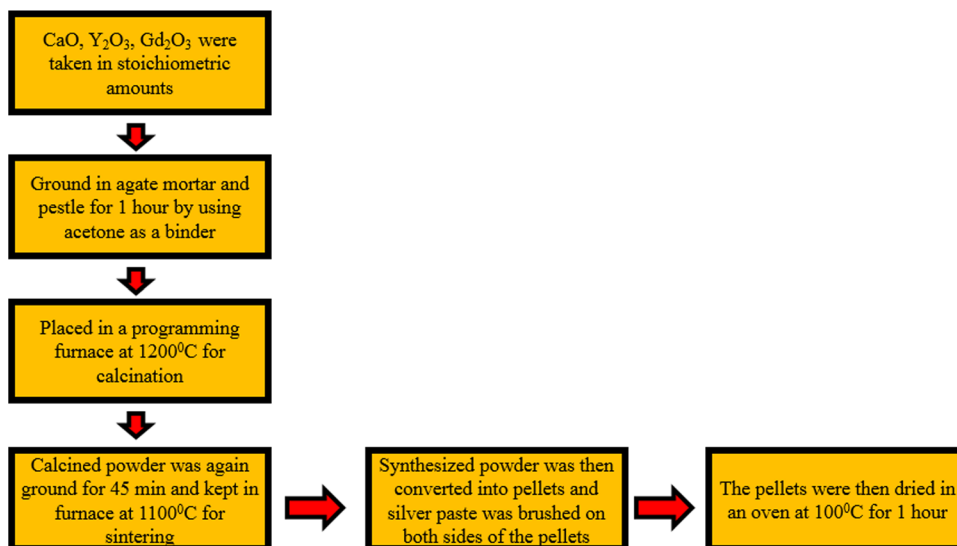 CaO, Y₂O₃, Gd₂O₃ were
taken in stoichiometric
amounts
Ground in agate mortar and
pestle for 1 hour by using
acetone as a binder
Placed in a programming
furnace at 1200⁰C for
calcination
Calcined powder was again
ground for 45 min and kept in
furnace at 1100⁰C for
sintering
Synthesized powder was then
converted into pellets and
silver paste was brushed on
both sides of the pellets
The pellets were then dried in
an oven at 100⁰C for 1 hour